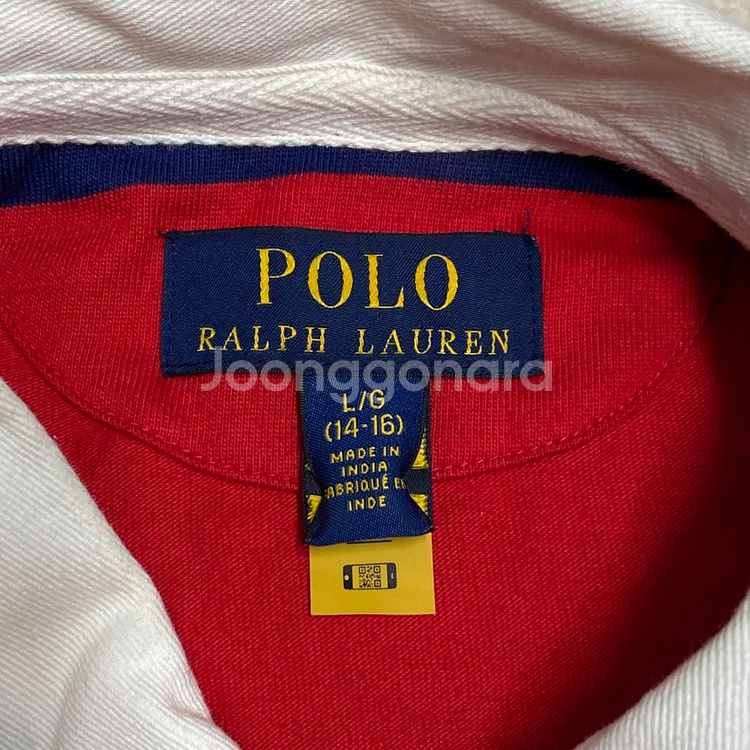 POLO
RALPH LAUREN
Joonggonara
L/G
(14-16)
MADE IN
INDIA
FABRIQUÉ EN
INDE